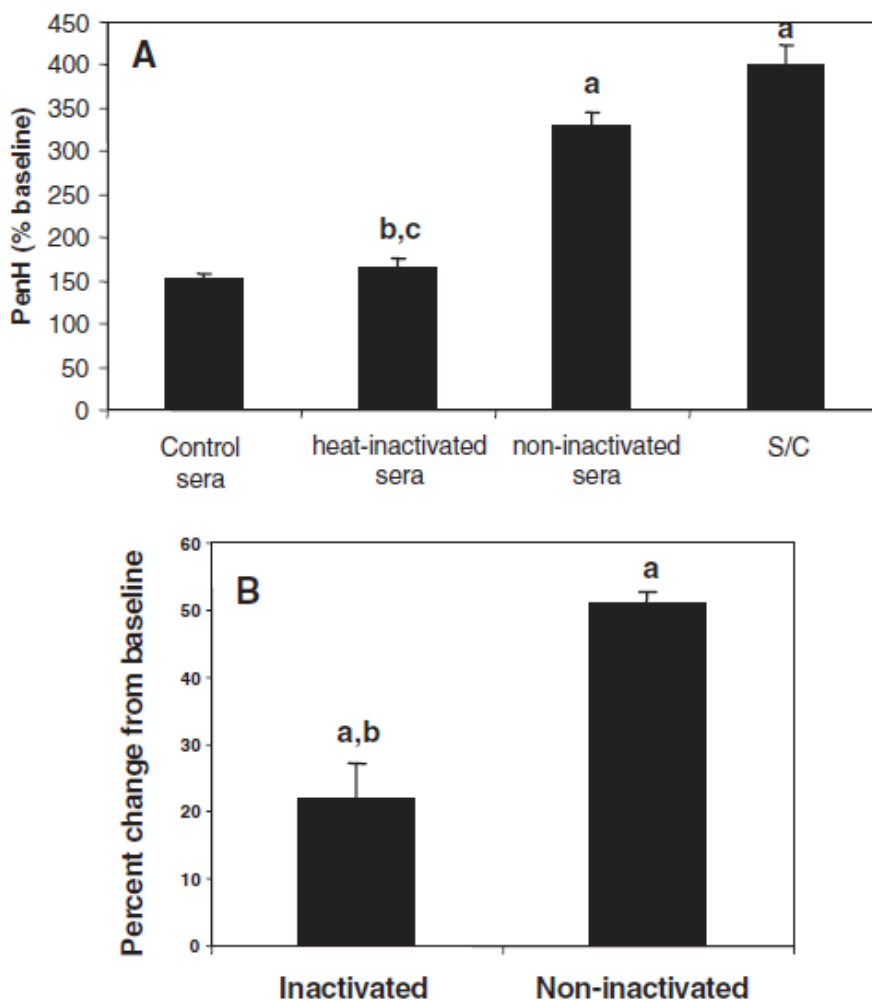 A
PenH (% baseline)
450
400
350
300
250
200
150
100
50
0
b,c
a
a
Control sera
heat-inactivated sera
non-inactivated sera
S/C
B
Percent change from baseline
60
50
40
30
20
10
0
a,b
a
Inactivated
Non-inactivated